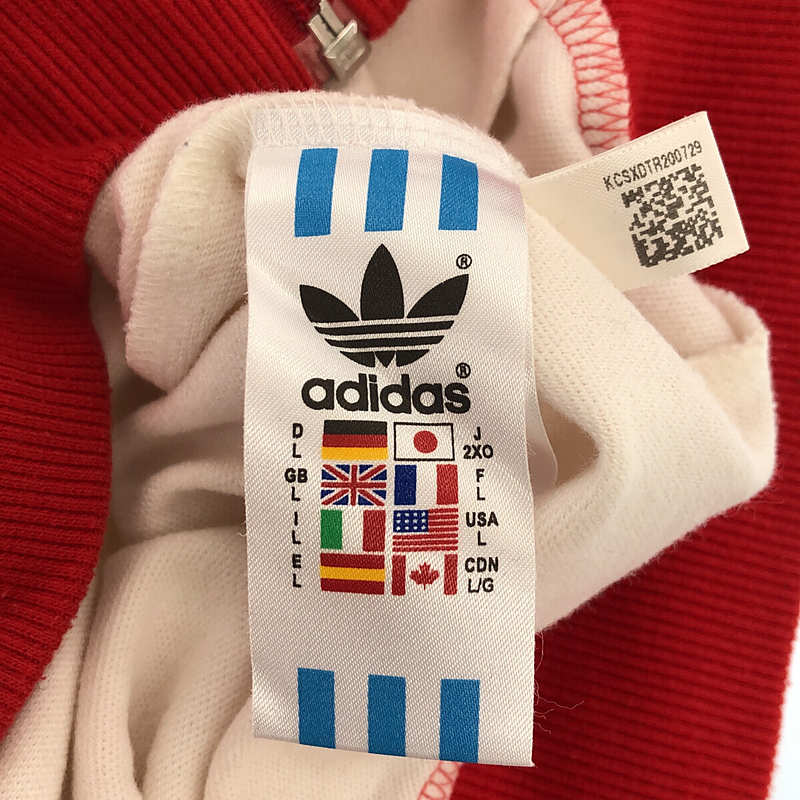 KCSXDTR200729
®
adidas®
D
L
J
2XO
GB
L
F
L
I
L
USA
L
E
L
CDN
L/G